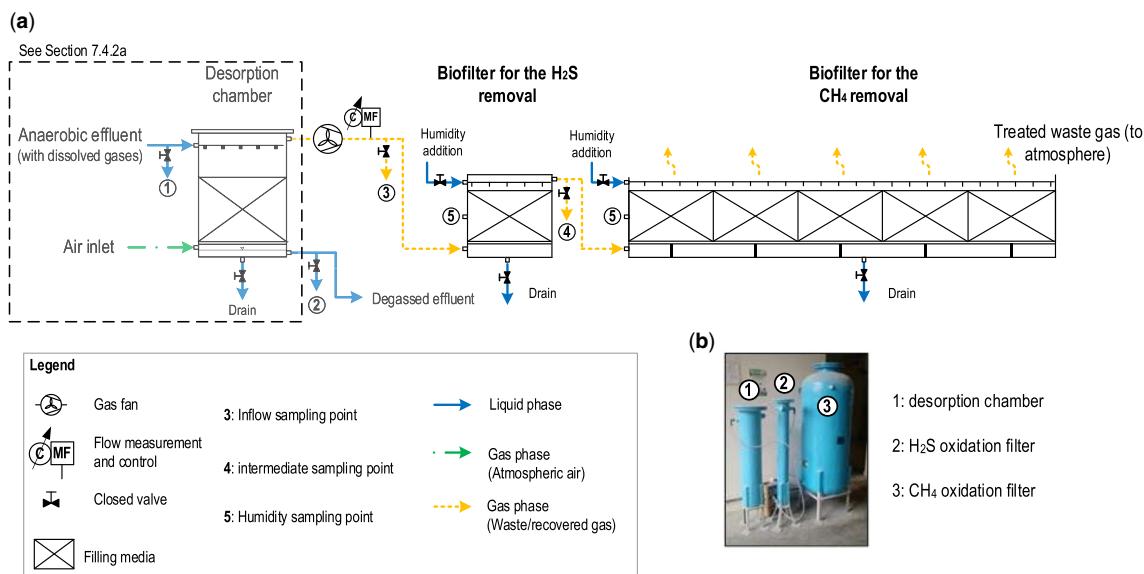 (a)
See Section 7.4.2a
Desorption
chamber
Anaerobic effluent
(with dissolved gases)
1
Air inlet
Drain
2
Degassed effluent
₵ MF
3
Biofilter for the H2S
removal
Humidity
addition
5
4
Drain
Biofilter for the
CH4 removal
Humidity
addition
5
Drain
Treated waste gas (to
atmosphere)
Legend
Gas fan
₵ MF
Flow measurement
and control
Closed valve
Filling media
3: Inflow sampling point
4: intermediate sampling point
5: Humidity sampling point
Liquid phase
Gas phase
(Atmospheric air)
Gas phase
(Waste/recovered gas)
(b)
1
2
3
1: desorption chamber
2: H2S oxidation filter
3: CH4 oxidation filter